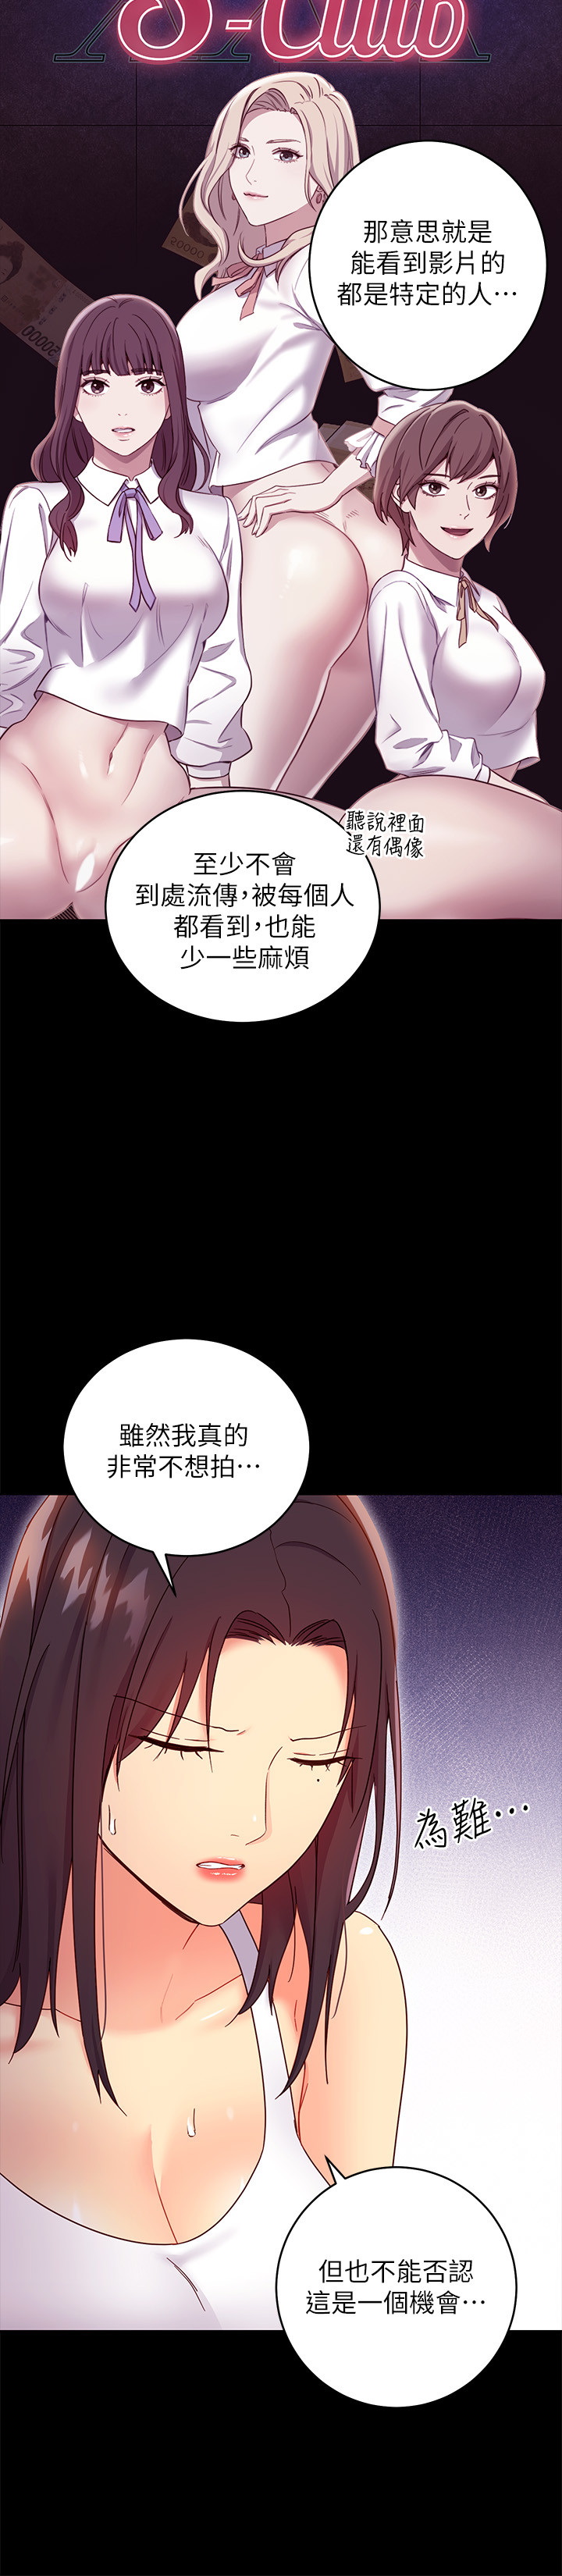 S-Club
那意思就是
能看到影片的
都是特定的人…
50000
50000
聽說裡面
還有偶像
至少不會
到處流傳，被每個人
都看到，也能
少一些麻煩
雖然我真的
非常不想拍…
為難…
但也不能否認
這是一個機會…